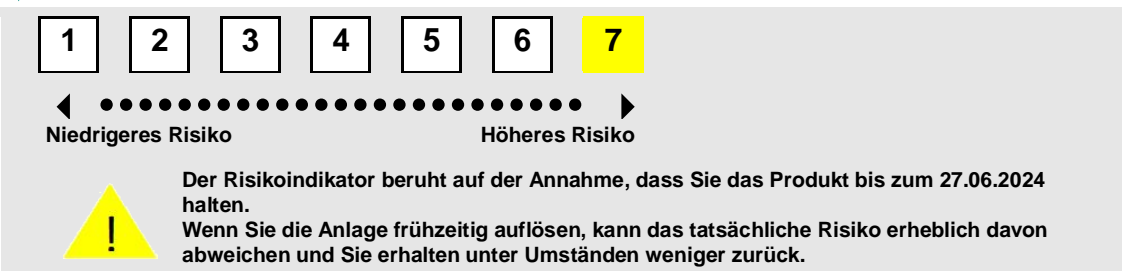 1 2 3 4 5 6 7
Niedrigeres Risiko Höheres Risiko
! Der Risikoindikator beruht auf der Annahme, dass Sie das Produkt bis zum 27.06.2024
halten.
Wenn Sie die Anlage frühzeitig auflösen, kann das tatsächliche Risiko erheblich davon
abweichen und Sie erhalten unter Umständen weniger zurück.